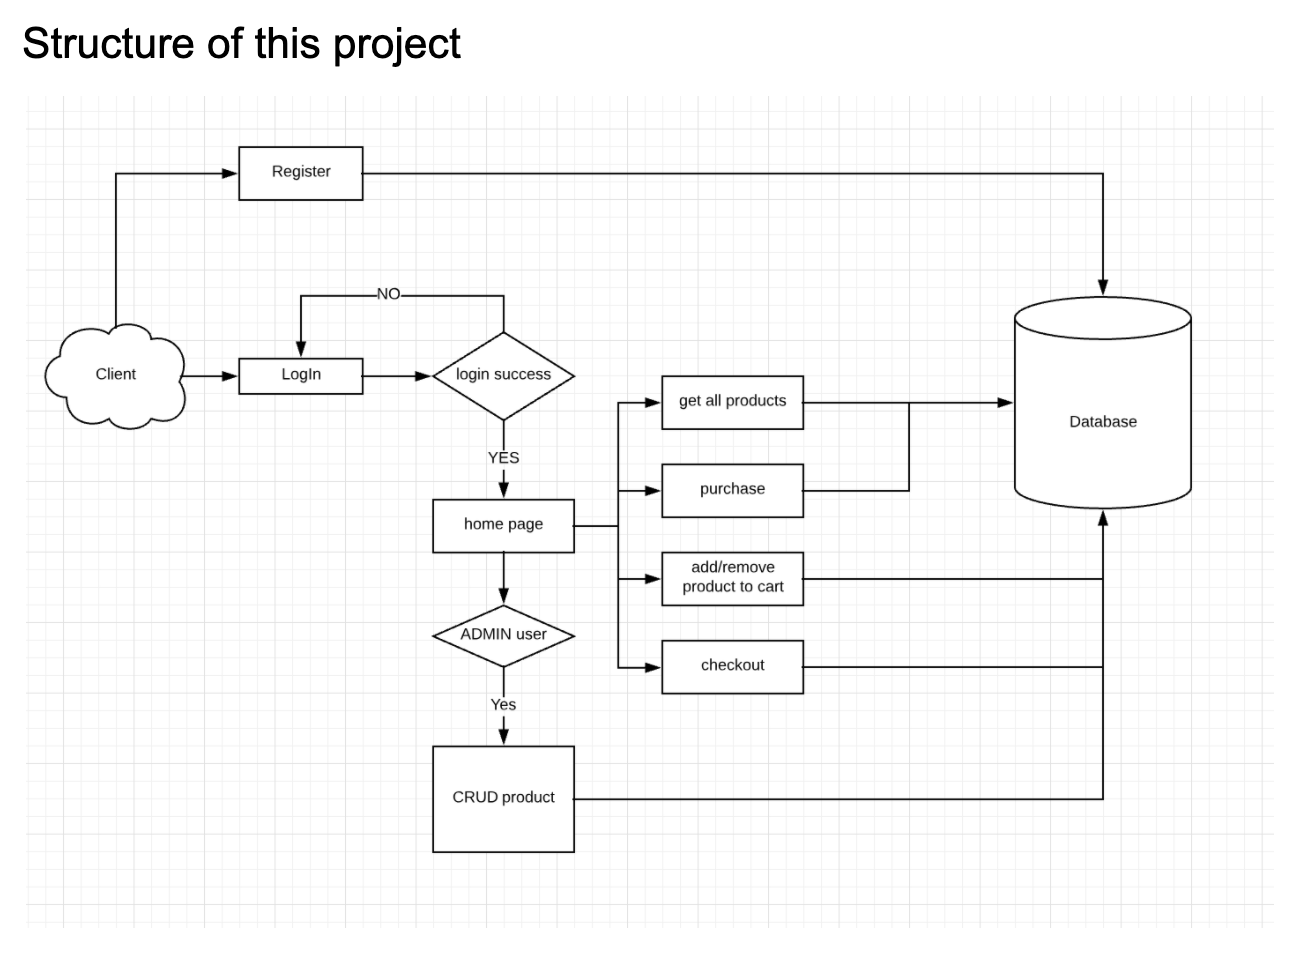 Structure of this project
Register
NO
Client
LogIn
login success
get all products
Database
YES
purchase
home page
add/remove
product to cart
ADMIN user
checkout
Yes
CRUD product